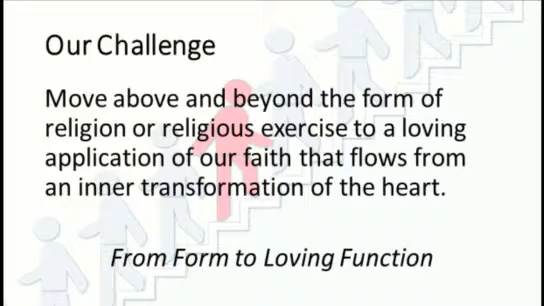 Our Challenge
Move above and beyond the form of
religion or religious exercise to a loving
application of our faith that flows from
an inner transformation of the heart.
From Form to Loving Function